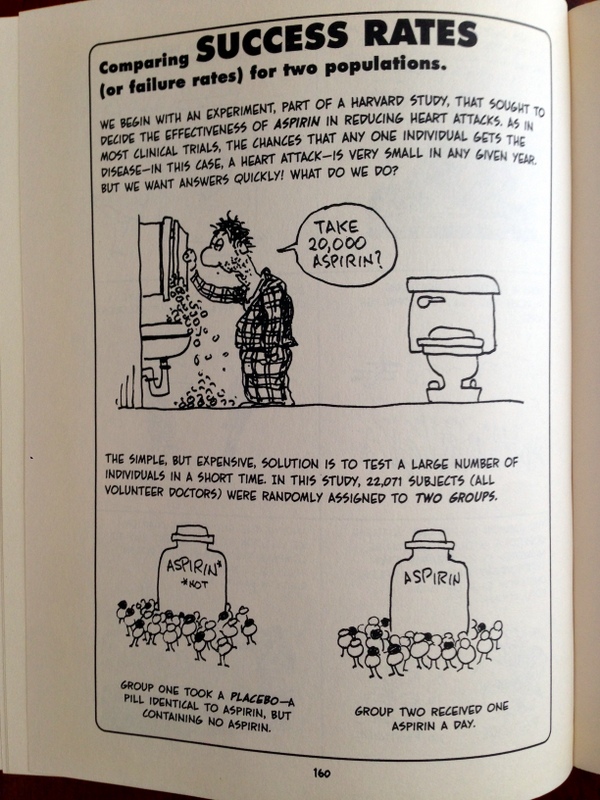 Comparing SUCCESS RATES
(or failure rates) for two populations.
WE BEGIN WITH AN EXPERIMENT, PART OF A HARVARD STUDY, THAT SOUGHT TO
DECIDE THE EFFECTIVENESS OF ASPIRIN IN REDUCING HEART ATTACKS. AS IN
MOST CLINICAL TRIALS, THE CHANCES THAT ANY ONE INDIVIDUAL GETS THE
DISEASE—IN THIS CASE, A HEART ATTACK—IS VERY SMALL IN ANY GIVEN YEAR.
BUT WE WANT ANSWERS QUICKLY! WHAT DO WE DO?
TAKE
20,000
ASPIRIN?
THE SIMPLE, BUT EXPENSIVE, SOLUTION IS TO TEST A LARGE NUMBER OF
INDIVIDUALS IN A SHORT TIME. IN THIS STUDY, 22,071 SUBJECTS (ALL
VOLUNTEER DOCTORS) WERE RANDOMLY ASSIGNED TO TWO GROUPS.
ASPIRIN*
*NOT
ASPIRIN
GROUP ONE TOOK A PLACEBO—A
PILL IDENTICAL TO ASPIRIN, BUT
CONTAINING NO ASPIRIN.
GROUP TWO RECEIVED ONE
ASPIRIN A DAY.
160